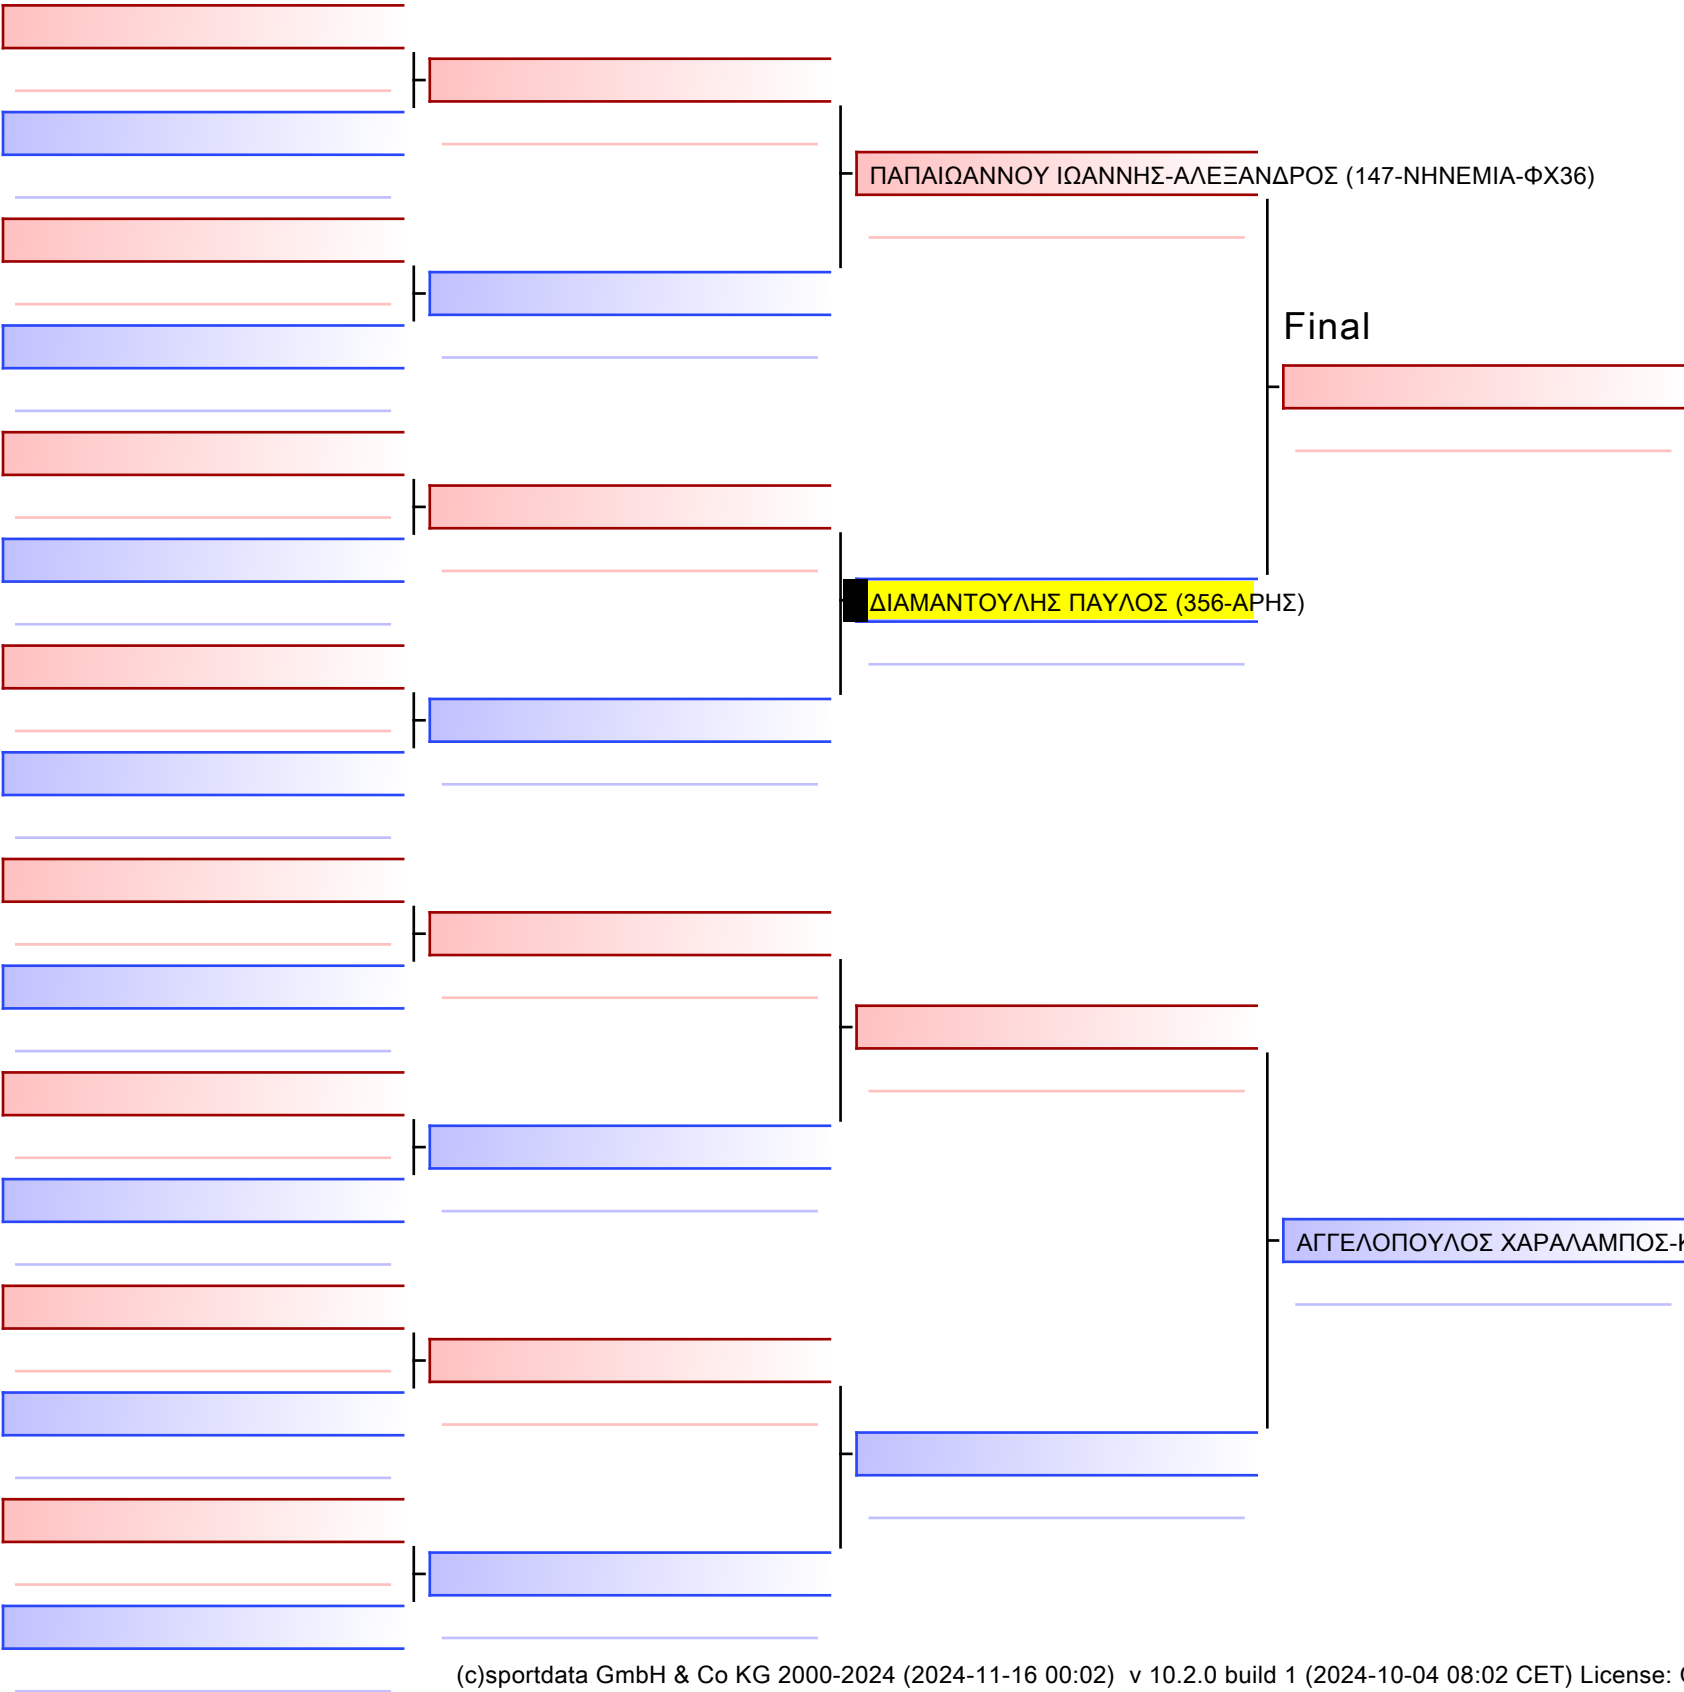 ΠΑΠΑΙΩΑΝΝΟΥ ΙΩΑΝΝΗΣ-ΑΛΕΞΑΝΔΡΟΣ (147-ΝΗΝΕΜΙΑ-ΦΧ36)
Final
ΔΙΑΜΑΝΤΟΥΛΗΣ ΠΑΥΛΟΣ (356-ΑΡΗΣ)
ΑΓΓΕΛΟΠΟΥΛΟΣ ΧΑΡΑΛΑΜΠΟΣ-
(c)sportdata GmbH & Co KG 2000-2024 (2024-11-16 00:02) v 10.2.0 build 1 (2024-10-04 08:02 CET) License: